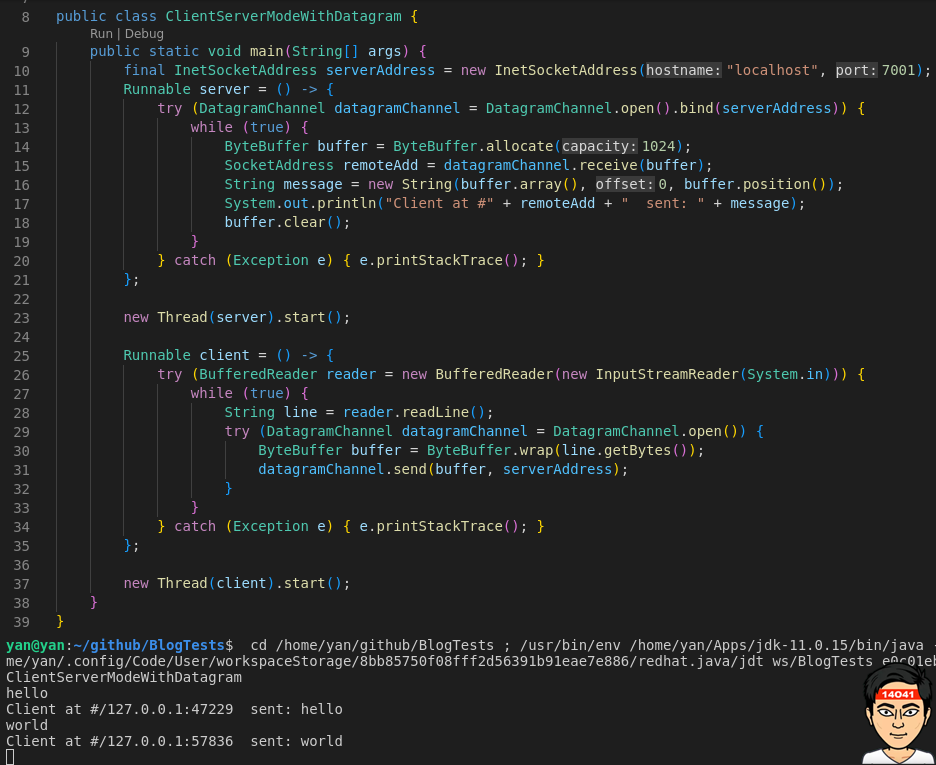 8 public class ClientServerModeWithDatagram {
Run | Debug
9 public static void main(String[] args) {
10 final InetSocketAddress serverAddress = new InetSocketAddress(hostname: "localhost", port: 7001);
11 Runnable server = () -> {
12 try (DatagramChannel datagramChannel = DatagramChannel.open().bind(serverAddress)) {
13 while (true) {
14 ByteBuffer buffer = ByteBuffer.allocate(capacity: 1024);
15 SocketAddress remoteAdd = datagramChannel.receive(buffer);
16 String message = new String(buffer.array(), offset: 0, buffer.position());
17 System.out.println("Client at #" + remoteAdd + "  sent: " + message);
18 buffer.clear();
19 }
20 } catch (Exception e) { e.printStackTrace(); }
21 };
22
23 new Thread(server).start();
24
25 Runnable client = () -> {
26 try (BufferedReader reader = new BufferedReader(new InputStreamReader(System.in))) {
27 while (true) {
28 String line = reader.readLine();
29 try (DatagramChannel datagramChannel = DatagramChannel.open()) {
30 ByteBuffer buffer = ByteBuffer.wrap(line.getBytes());
31 datagramChannel.send(buffer, serverAddress);
32 }
33 }
34 } catch (Exception e) { e.printStackTrace(); }
35 };
36
37 new Thread(client).start();
38 }
39 }
yan@yan:~/github/BlogTests$  cd /home/yan/github/BlogTests ; /usr/bin/env /home/yan/Apps/jdk-11.0.15/bin/java -
me/yan/.config/Code/User/workspaceStorage/8bb85750f08fff2d56391b91eae7e886/redhat.java/jdt_ws/BlogTests_e0c01eb
ClientServerModeWithDatagram
hello
Client at #/127.0.0.1:47229  sent: hello
world
Client at #/127.0.0.1:57836  sent: world
14041